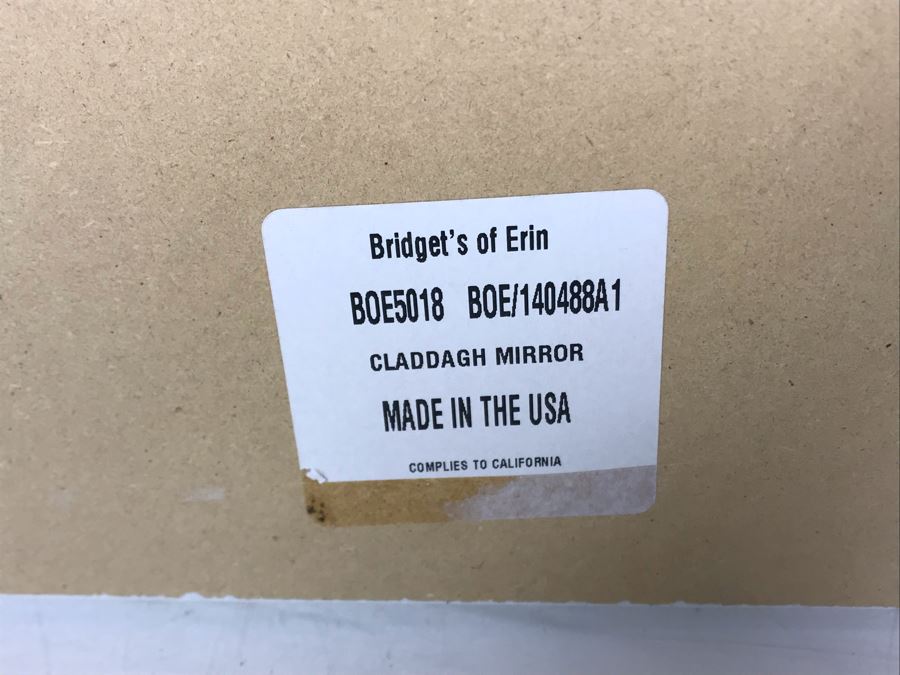 Bridget's of Erin
BOE5018 BOE/140488A1
CLADDAGH MIRROR
MADE IN THE USA
COMPLIES TO CALIFORNIA